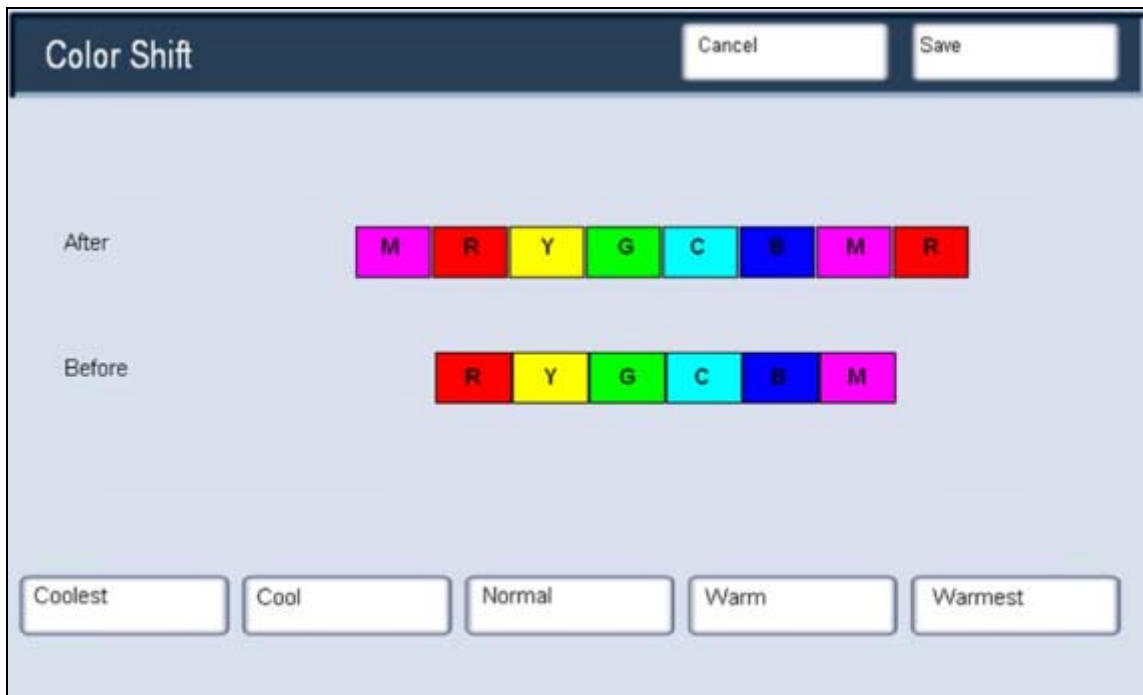 Color Shift
Cancel
Save
After
M R Y G C B M R
Before
R Y G C B M
Coolest
Cool
Normal
Warm
Warmest